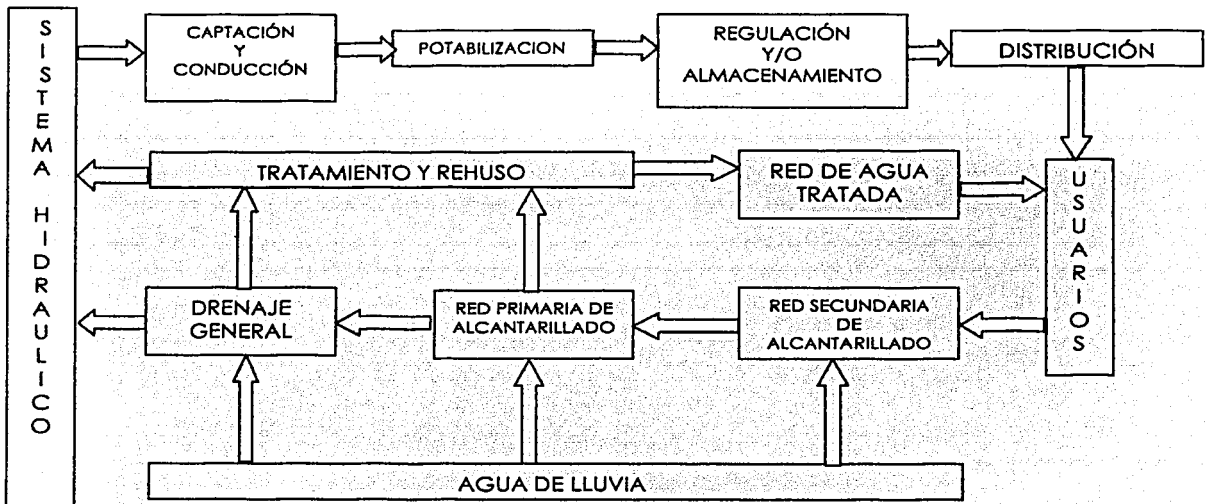 SISTEMA HIDRAULICO
CAPTACIÓN
Y
CONDUCCIÓN
POTABILIZACION
REGULACIÓN
Y/O
ALMACENAMIENTO
DISTRIBUCIÓN
TRATAMIENTO Y REHUSO
RED DE AGUA
TRATADA
USUARIOS
DRENAJE
GENERAL
RED PRIMARIA DE
ALCANTARILLADO
RED SECUNDARIA
DE
ALCANTARILLADO
AGUA DE LLUVIA